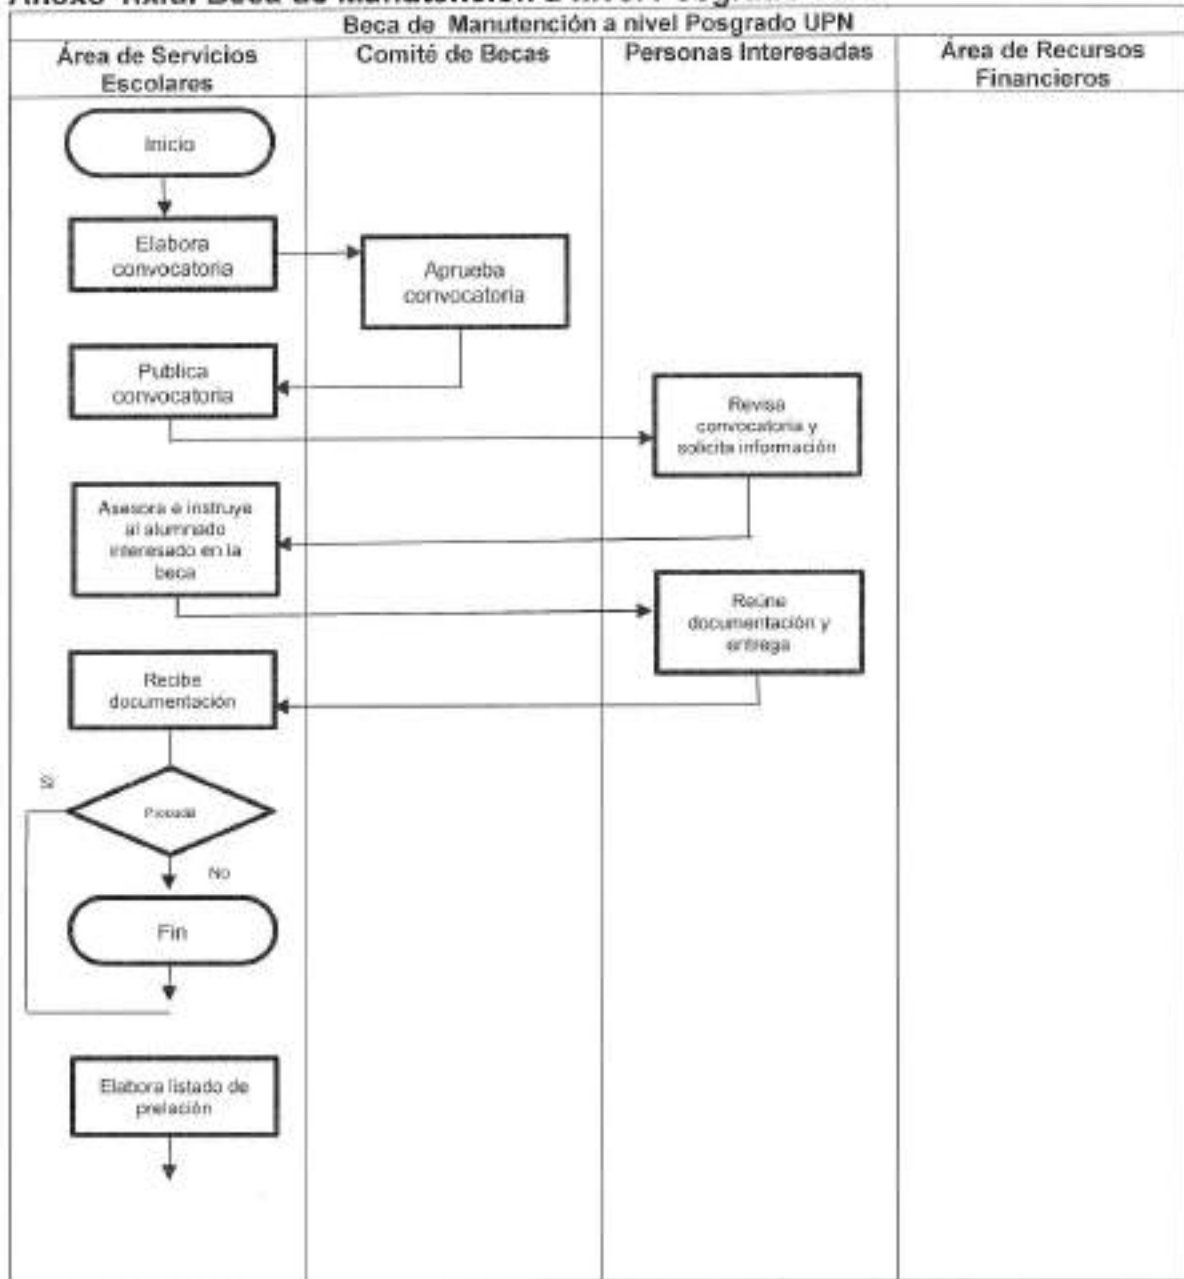 Beca de Manutención a nivel Posgrado UPN
Área de Servicios
Escolares
Comité de Becas
Personas Interesadas
Área de Recursos
Financieros
Inicio
Elabora
convocatoria
Aprueba
convocatoria
Publica
convocatoria
Revisa
convocatoria y
solicita información
Asesora e instruye
al alumnado
interesado en la
beca
Reúne
documentación y
entrega
Recibe
documentación
No
Fin
Elabora listado de
prelación